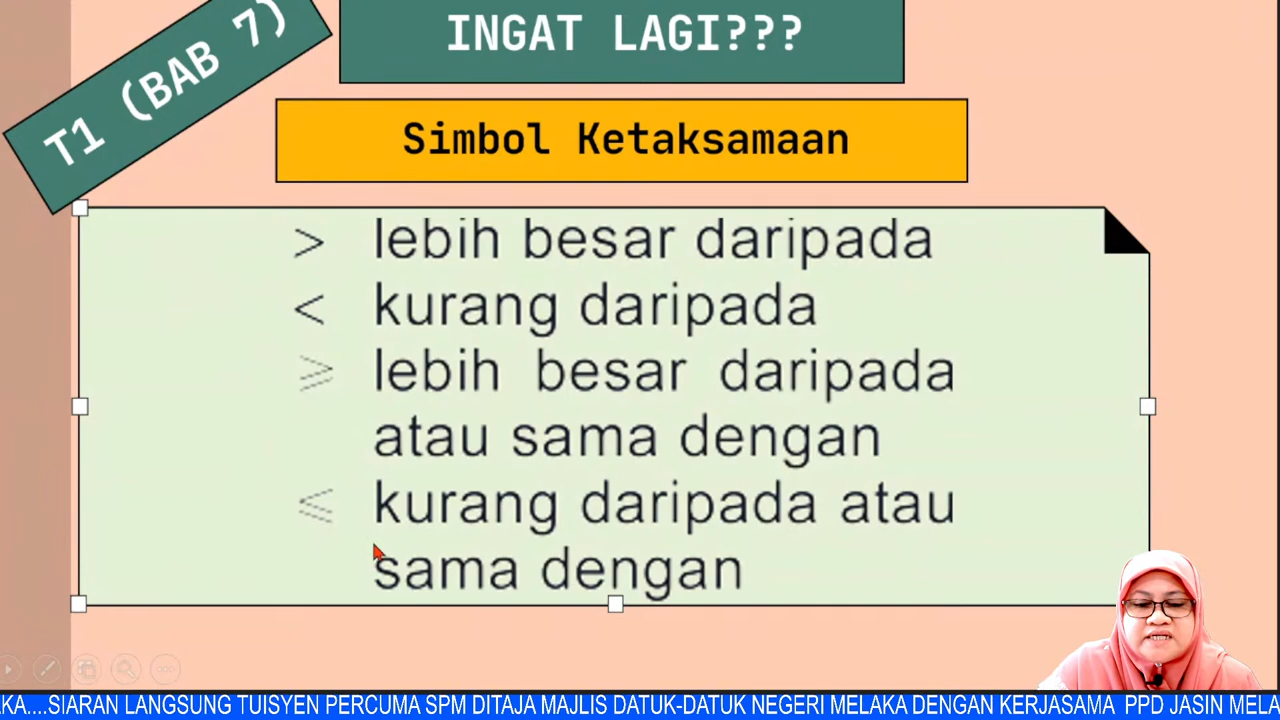 T1 (BAB 7)
INGAT LAGI???
Simbol Ketaksamaan
> lebih besar daripada
< kurang daripada
⩾ lebih besar daripada
atau sama dengan
⩽ kurang daripada atau
sama dengan
KA....SIARAN LANGSUNG TUISYEN PERCUMA SPM DITAJA MAJLIS DATUK-DATUK NEGERI MELAKA DENGAN KERJASAMA PPD JASIN MELA